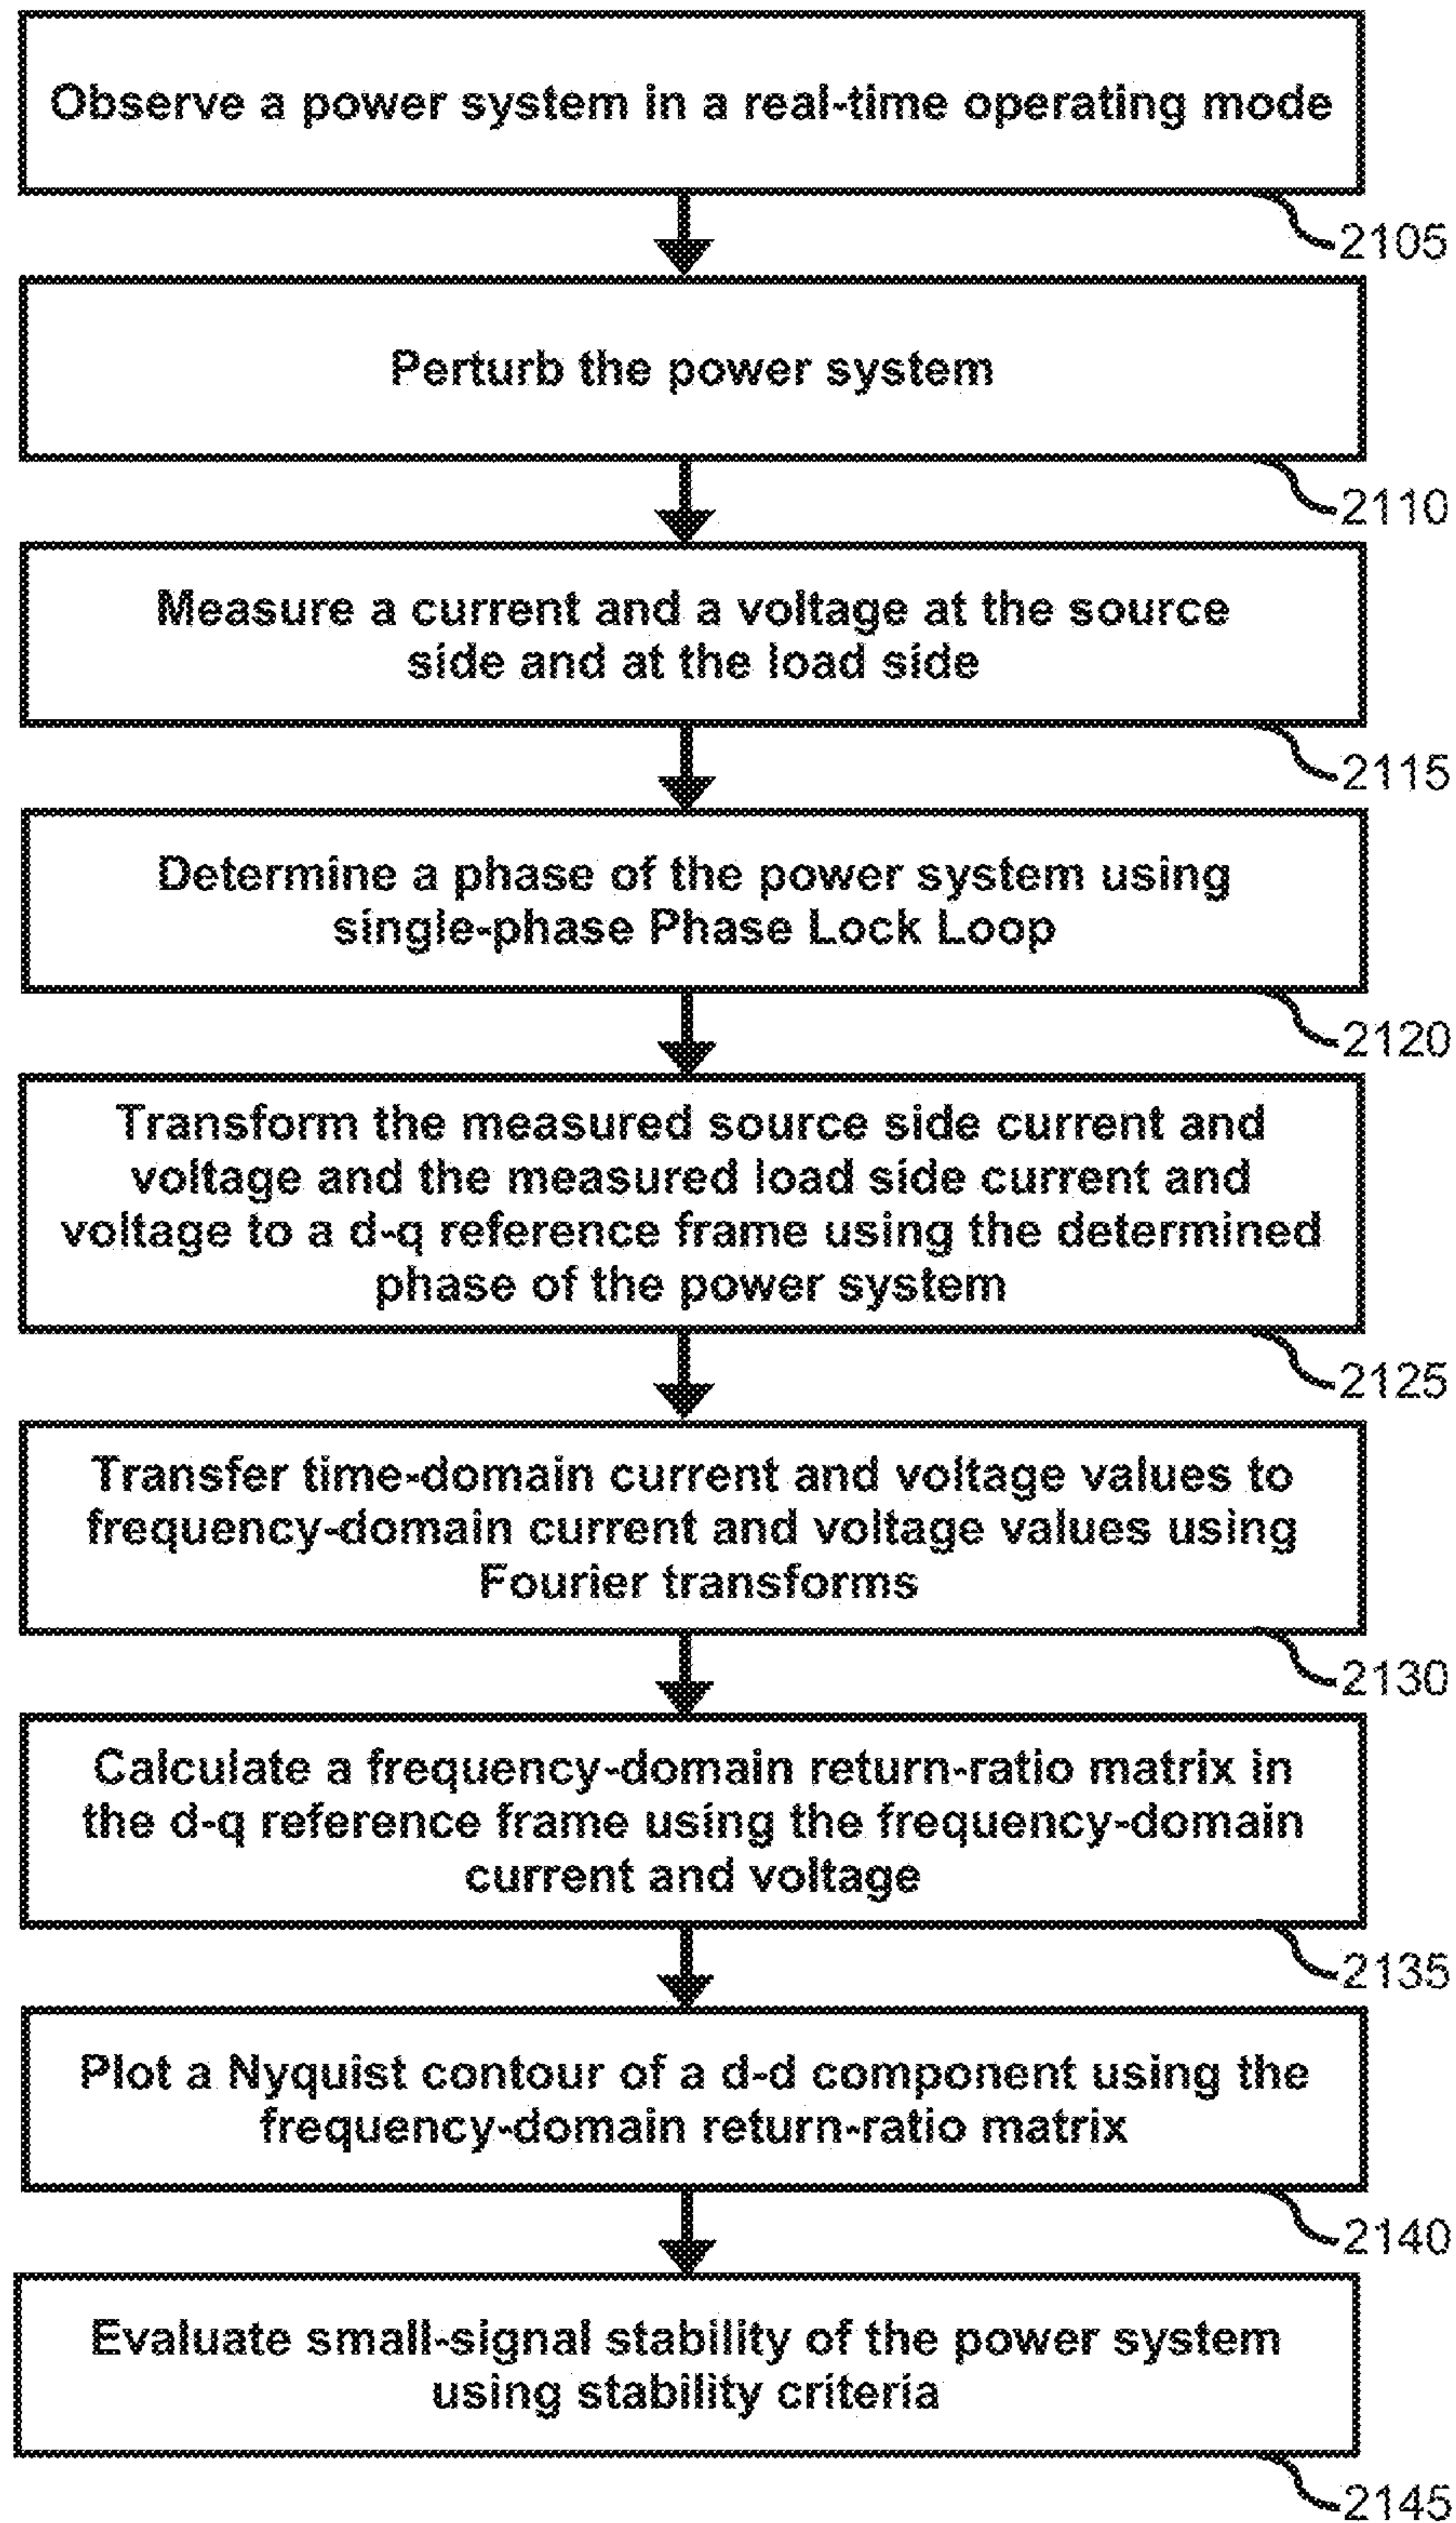 Observe a power system in a real-time operating mode
2105
Perturb the power system
2110
Measure a current and a voltage at the source
side and at the load side
2115
Determine a phase of the power system using
single-phase Phase Lock Loop
2120
Transform the measured source side current and
voltage and the measured load side current and
voltage to a d-q reference frame using the determined
phase of the power system
2125
Transfer time-domain current and voltage values to
frequency-domain current and voltage values using
Fourier transforms
2130
Calculate a frequency-domain return-ratio matrix in
the d-q reference frame using the frequency-domain
current and voltage
2135
Plot a Nyquist contour of a d-d component using the
frequency-domain return-ratio matrix
2140
Evaluate small-signal stability of the power system
using stability criteria
2145